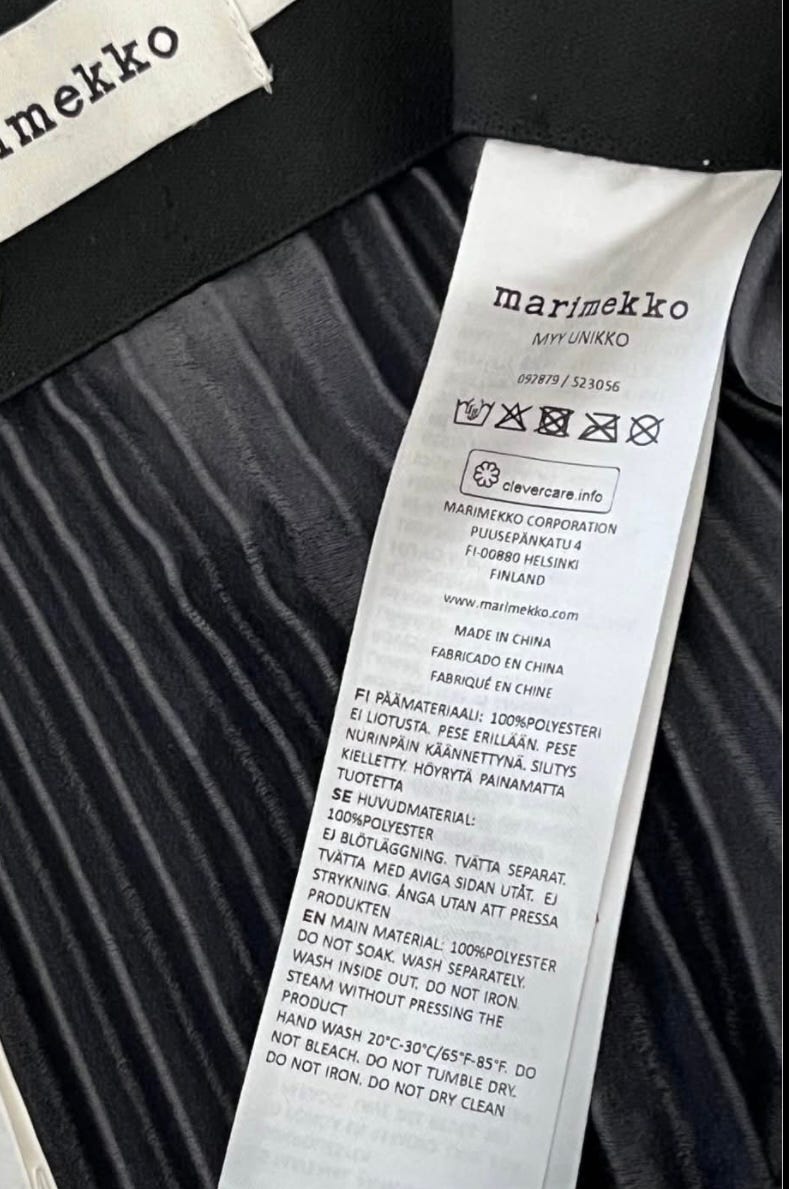 marimekko
MYY UNIKKO
092879 / 523056
clevercare.info
MARIMEKKO CORPORATION
PUUSEPÄNKATU 4
FI-00880 HELSINKI
FINLAND
www.marimekko.com
MADE IN CHINA
FABRICADO EN CHINA
FABRIQUÉ EN CHINE
FI PÄÄMATERIAALI: 100%POLYESTERI
EI LIOTUSTA. PESE ERILLÄÄN. PESE
NURINPÄIN KÄÄNNETTYNÄ. SILITYS
KIELLETTY. HÖYRYTÄ PAINAMATTA
TUOTETTA
SE HUVUDMATERIAL:
100%POLYESTER
EJ BLÖTLÄGGNING. TVÄTTA SEPARAT.
TVÄTTA MED AVIGA SIDAN UTÅT. EJ
STRYKNING. ÅNGA UTAN ATT PRESSA
PRODUKTEN
EN MAIN MATERIAL: 100%POLYESTER
DO NOT SOAK. WASH SEPARATELY.
WASH INSIDE OUT. DO NOT IRON.
STEAM WITHOUT PRESSING THE
PRODUCT
HAND WASH 20°C-30°C/65°F-85°F. DO
NOT BLEACH. DO NOT TUMBLE DRY.
DO NOT IRON. DO NOT DRY CLEAN